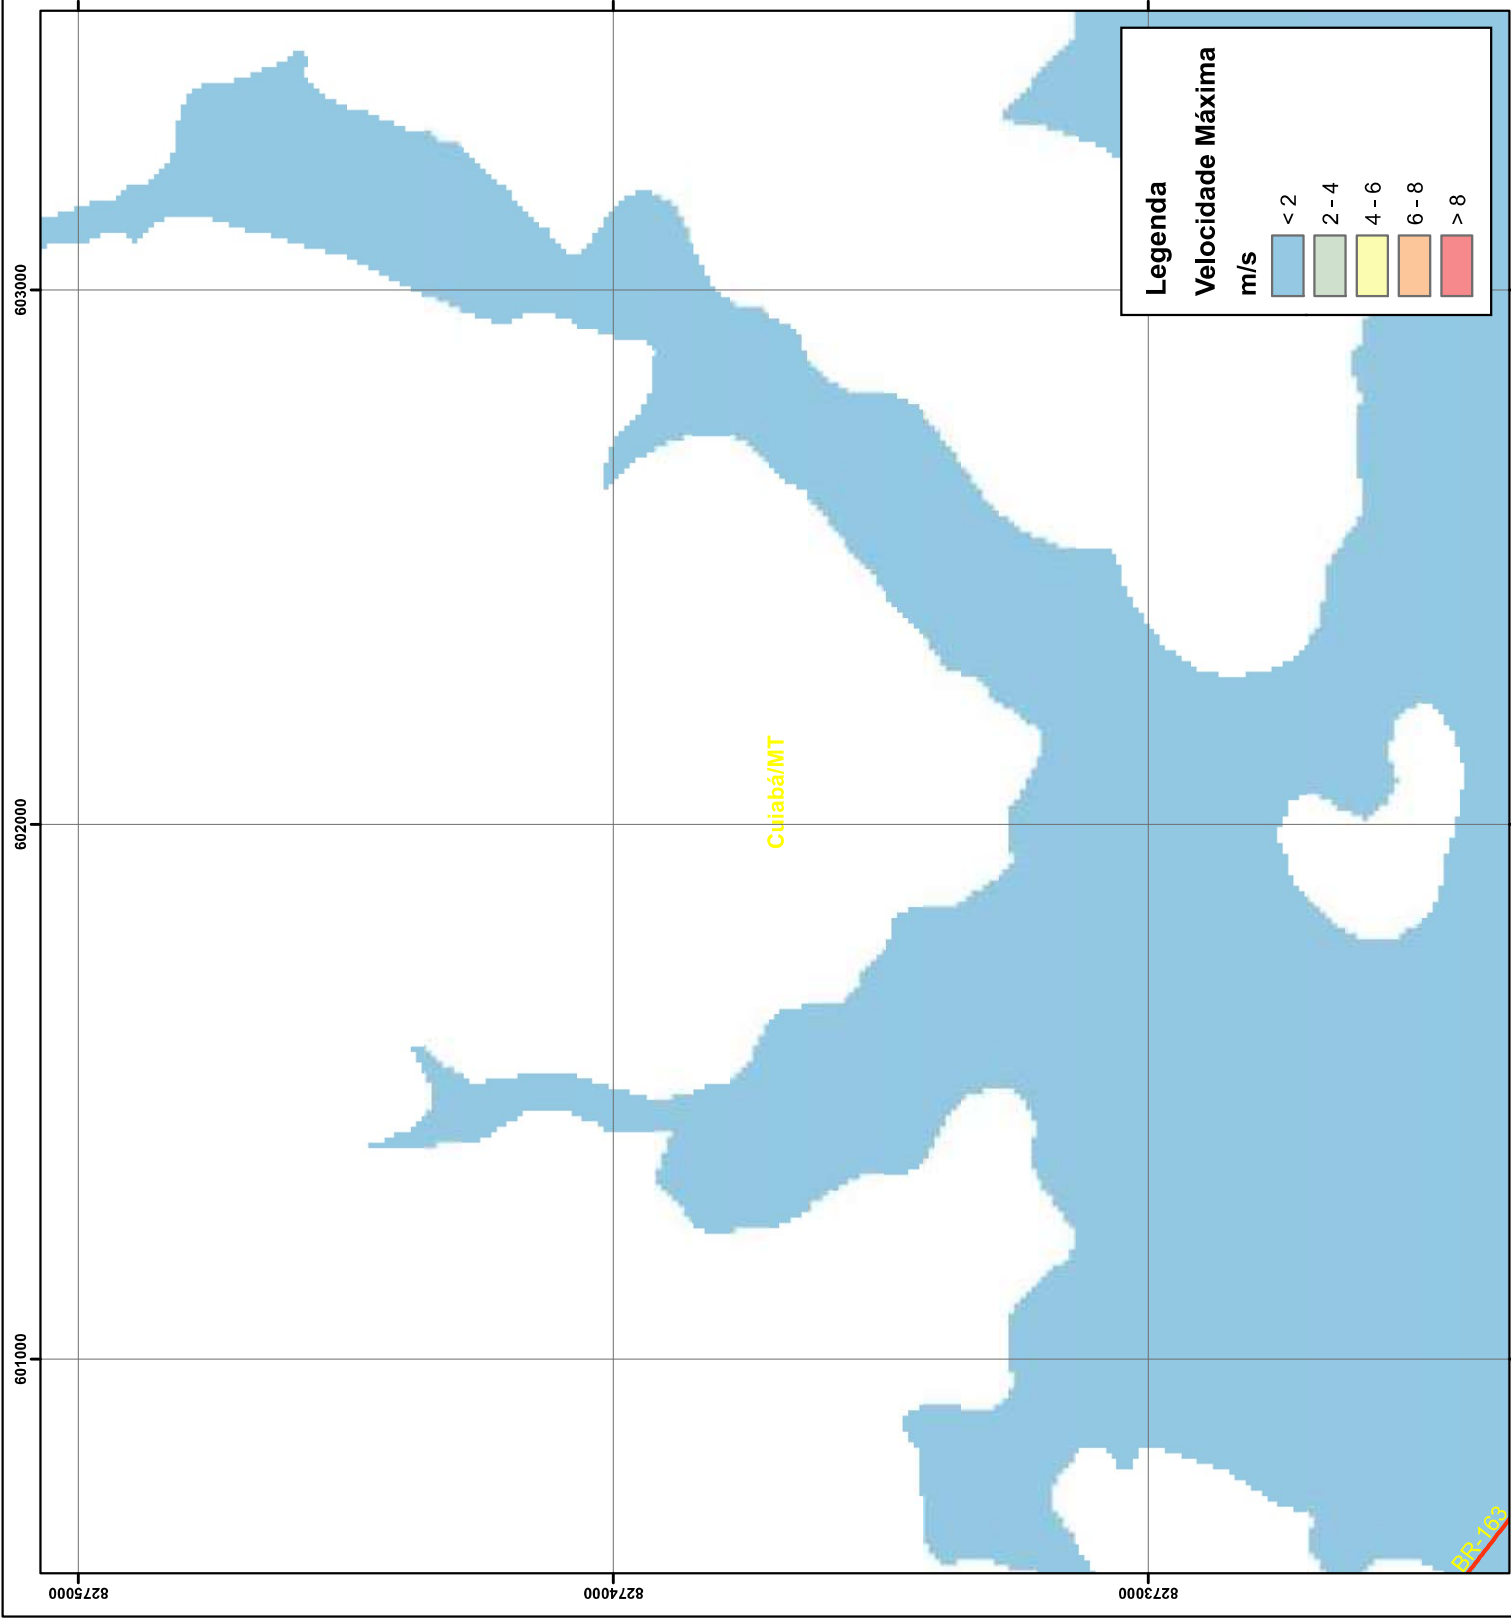 8275000
8274000
8273000
601000
602000
603000
Cuiabá/MT
BR-163
Legenda
Velocidade Máxima
m/s
< 2
2 - 4
4 - 6
6 - 8
> 8